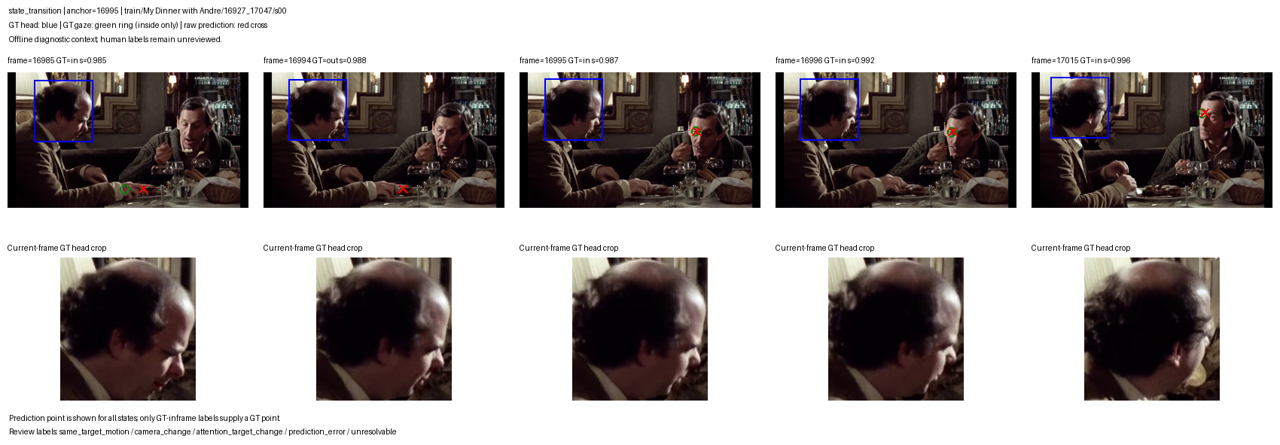 state_transition | anchor=16995 | train/My Dinner with Andre/16927_17047/s00
GT head: blue | GT gaze: green ring (inside only) | raw prediction: red cross
Offline diagnostic context; human labels remain unreviewed.
frame=16985 GT=in s=0.985
frame=16994 GT=out s=0.988
frame=16995 GT=in s=0.987
frame=16996 GT=in s=0.992
frame=17015 GT=in s=0.996
Current-frame GT head crop
Current-frame GT head crop
Current-frame GT head crop
Current-frame GT head crop
Current-frame GT head crop
Prediction point is shown for all states; only GT-inframe labels supply a GT point
Review labels: same_target_motion / camera_change / attention_target_change / prediction_error / unresolvable